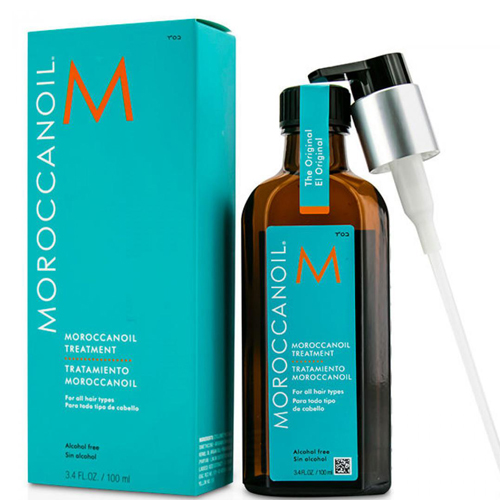 MOROCCANOIL®
M
MOROCCANOIL
TREATMENT
TRATAMIENTO
MOROCCANOIL
For all hair types
Para todo tipo de cabello
Alcohol free
Sin alcohol
3.4 FL.OZ. / 100 ml
The Original
El Original
MOROCCANOIL®
M
MOROCCANOIL
TREATMENT
TRATAMIENTO
MOROCCANOIL
For all hair types
Para todo tipo
de cabello
Alcohol free
Sin alcohol
3.4 FL.OZ. / 100 ml